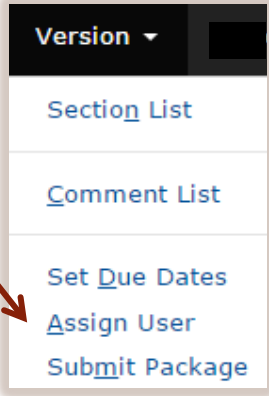 Version
Section List
Comment List
Set Due Dates
Assign User
Submit Package